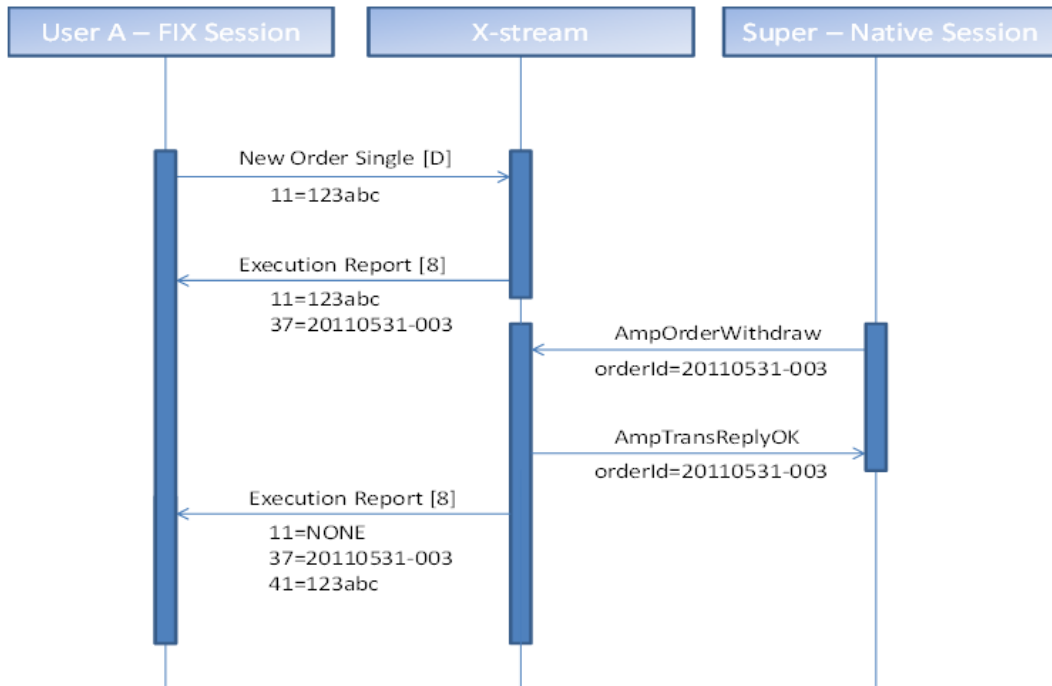 User A – FIX Session
X-stream
Super – Native Session
New Order Single [D]
11=123abc
Execution Report [8]
11=123abc
37=20110531-003
AmpOrderWithdraw
orderId=20110531-003
AmpTransReplyOK
orderId=20110531-003
Execution Report [8]
11=NONE
37=20110531-003
41=123abc